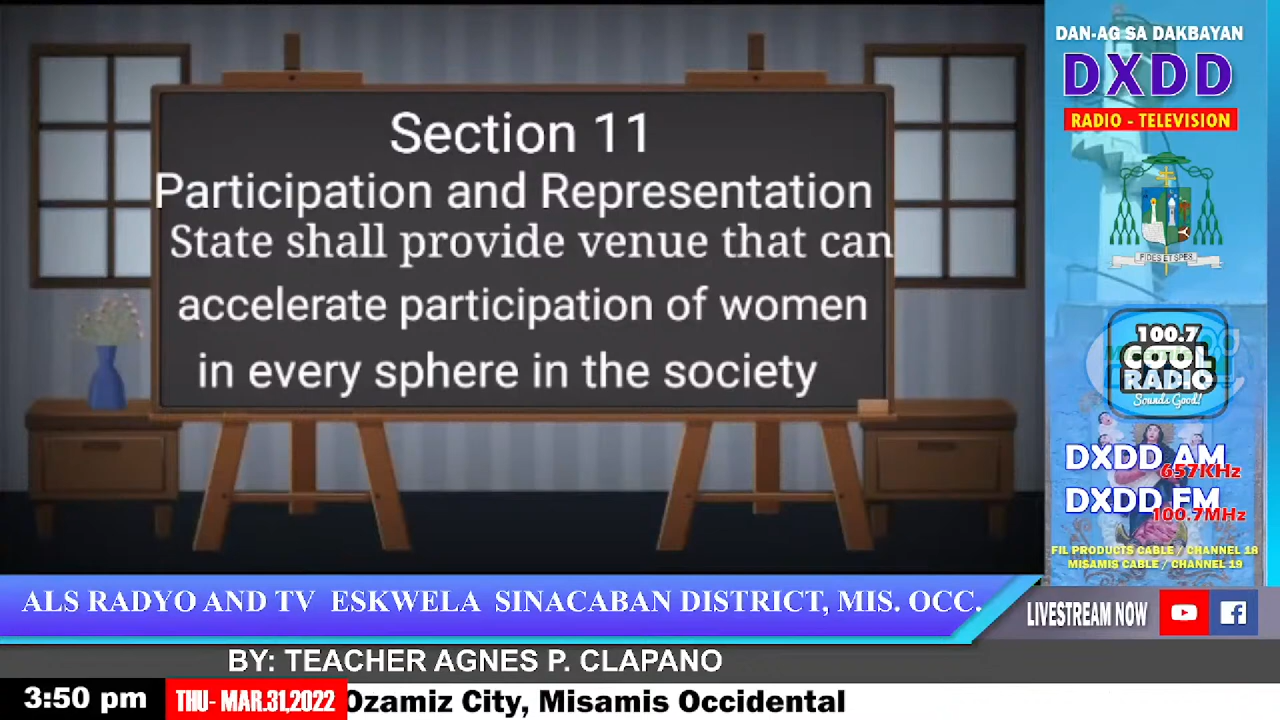 Section 11
Participation and Representation
State shall provide venue that can
accelerate participation of women
in every sphere in the society
DAN-AG SA DAKBAYAN
DXDD
RADIO - TELEVISION
FIDES ET SPES
100.7
COOL
RADIO
Sounds Good!
DXDD AM
657KHz
DXDD FM
100.7MHz
FIL PRODUCTS CABLE / CHANNEL 18
MISAMIS CABLE / CHANNEL 19
ALS RADYO AND TV ESKWELA SINACABAN DISTRICT, MIS. OCC.
LIVESTREAM NOW
BY: TEACHER AGNES P. CLAPANO
3:50 pm
THU- MAR.31,2022
Ozamiz City, Misamis Occidental